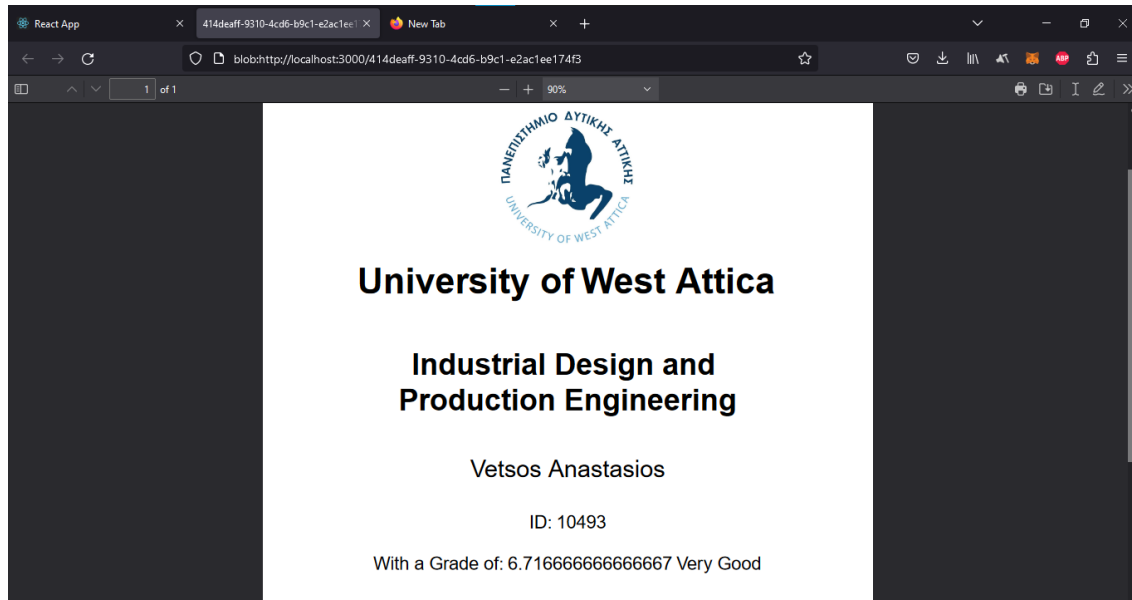 React App
414deaff-9310-4cd6-b9c1-e2ac1ee1
New Tab
blob:http://localhost:3000/414deaff-9310-4cd6-b9c1-e2ac1ee174f3
ABP
1 of 1
90%
ΠΑΝΕΠΙΣΤΗΜΙΟ ΔΥΤΙΚΗΣ ΑΤΤΙΚΗΣ
UNIVERSITY OF WEST ATTICA
University of West Attica
Industrial Design and
Production Engineering
Vetsos Anastasios
ID: 10493
With a Grade of: 6.716666666666667 Very Good